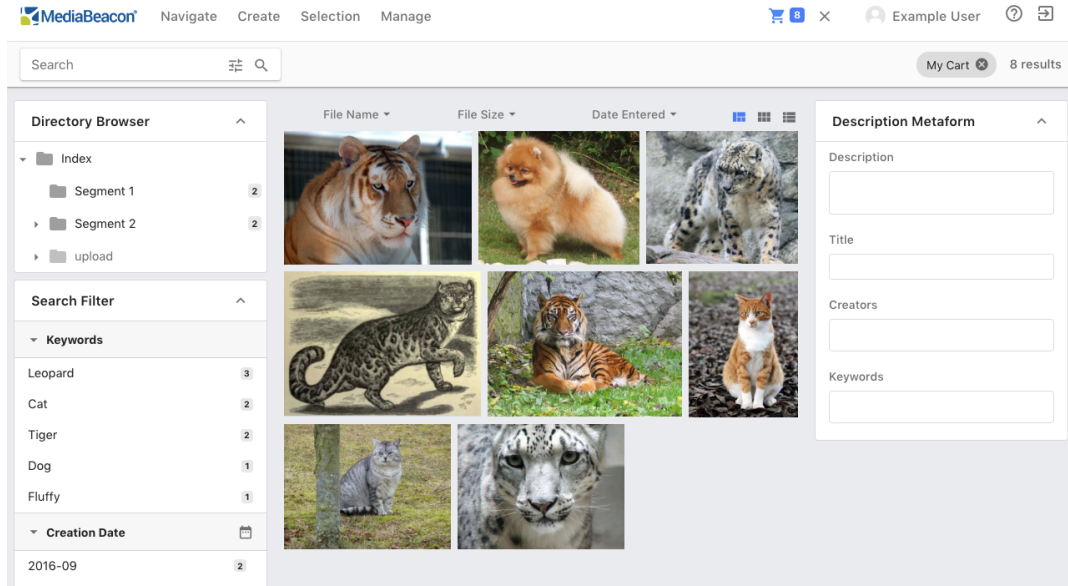 MediaBeacon® Navigate Create Selection Manage 8 Example User
Search My Cart 8 results
Directory Browser
Index
Segment 1 2
Segment 2 2
upload
Search Filter
Keywords
Leopard 3
Cat 2
Tiger 2
Dog 1
Fluffy 1
Creation Date
2016-09 2
File Name File Size Date Entered
Description Metaform
Description
Title
Creators
Keywords